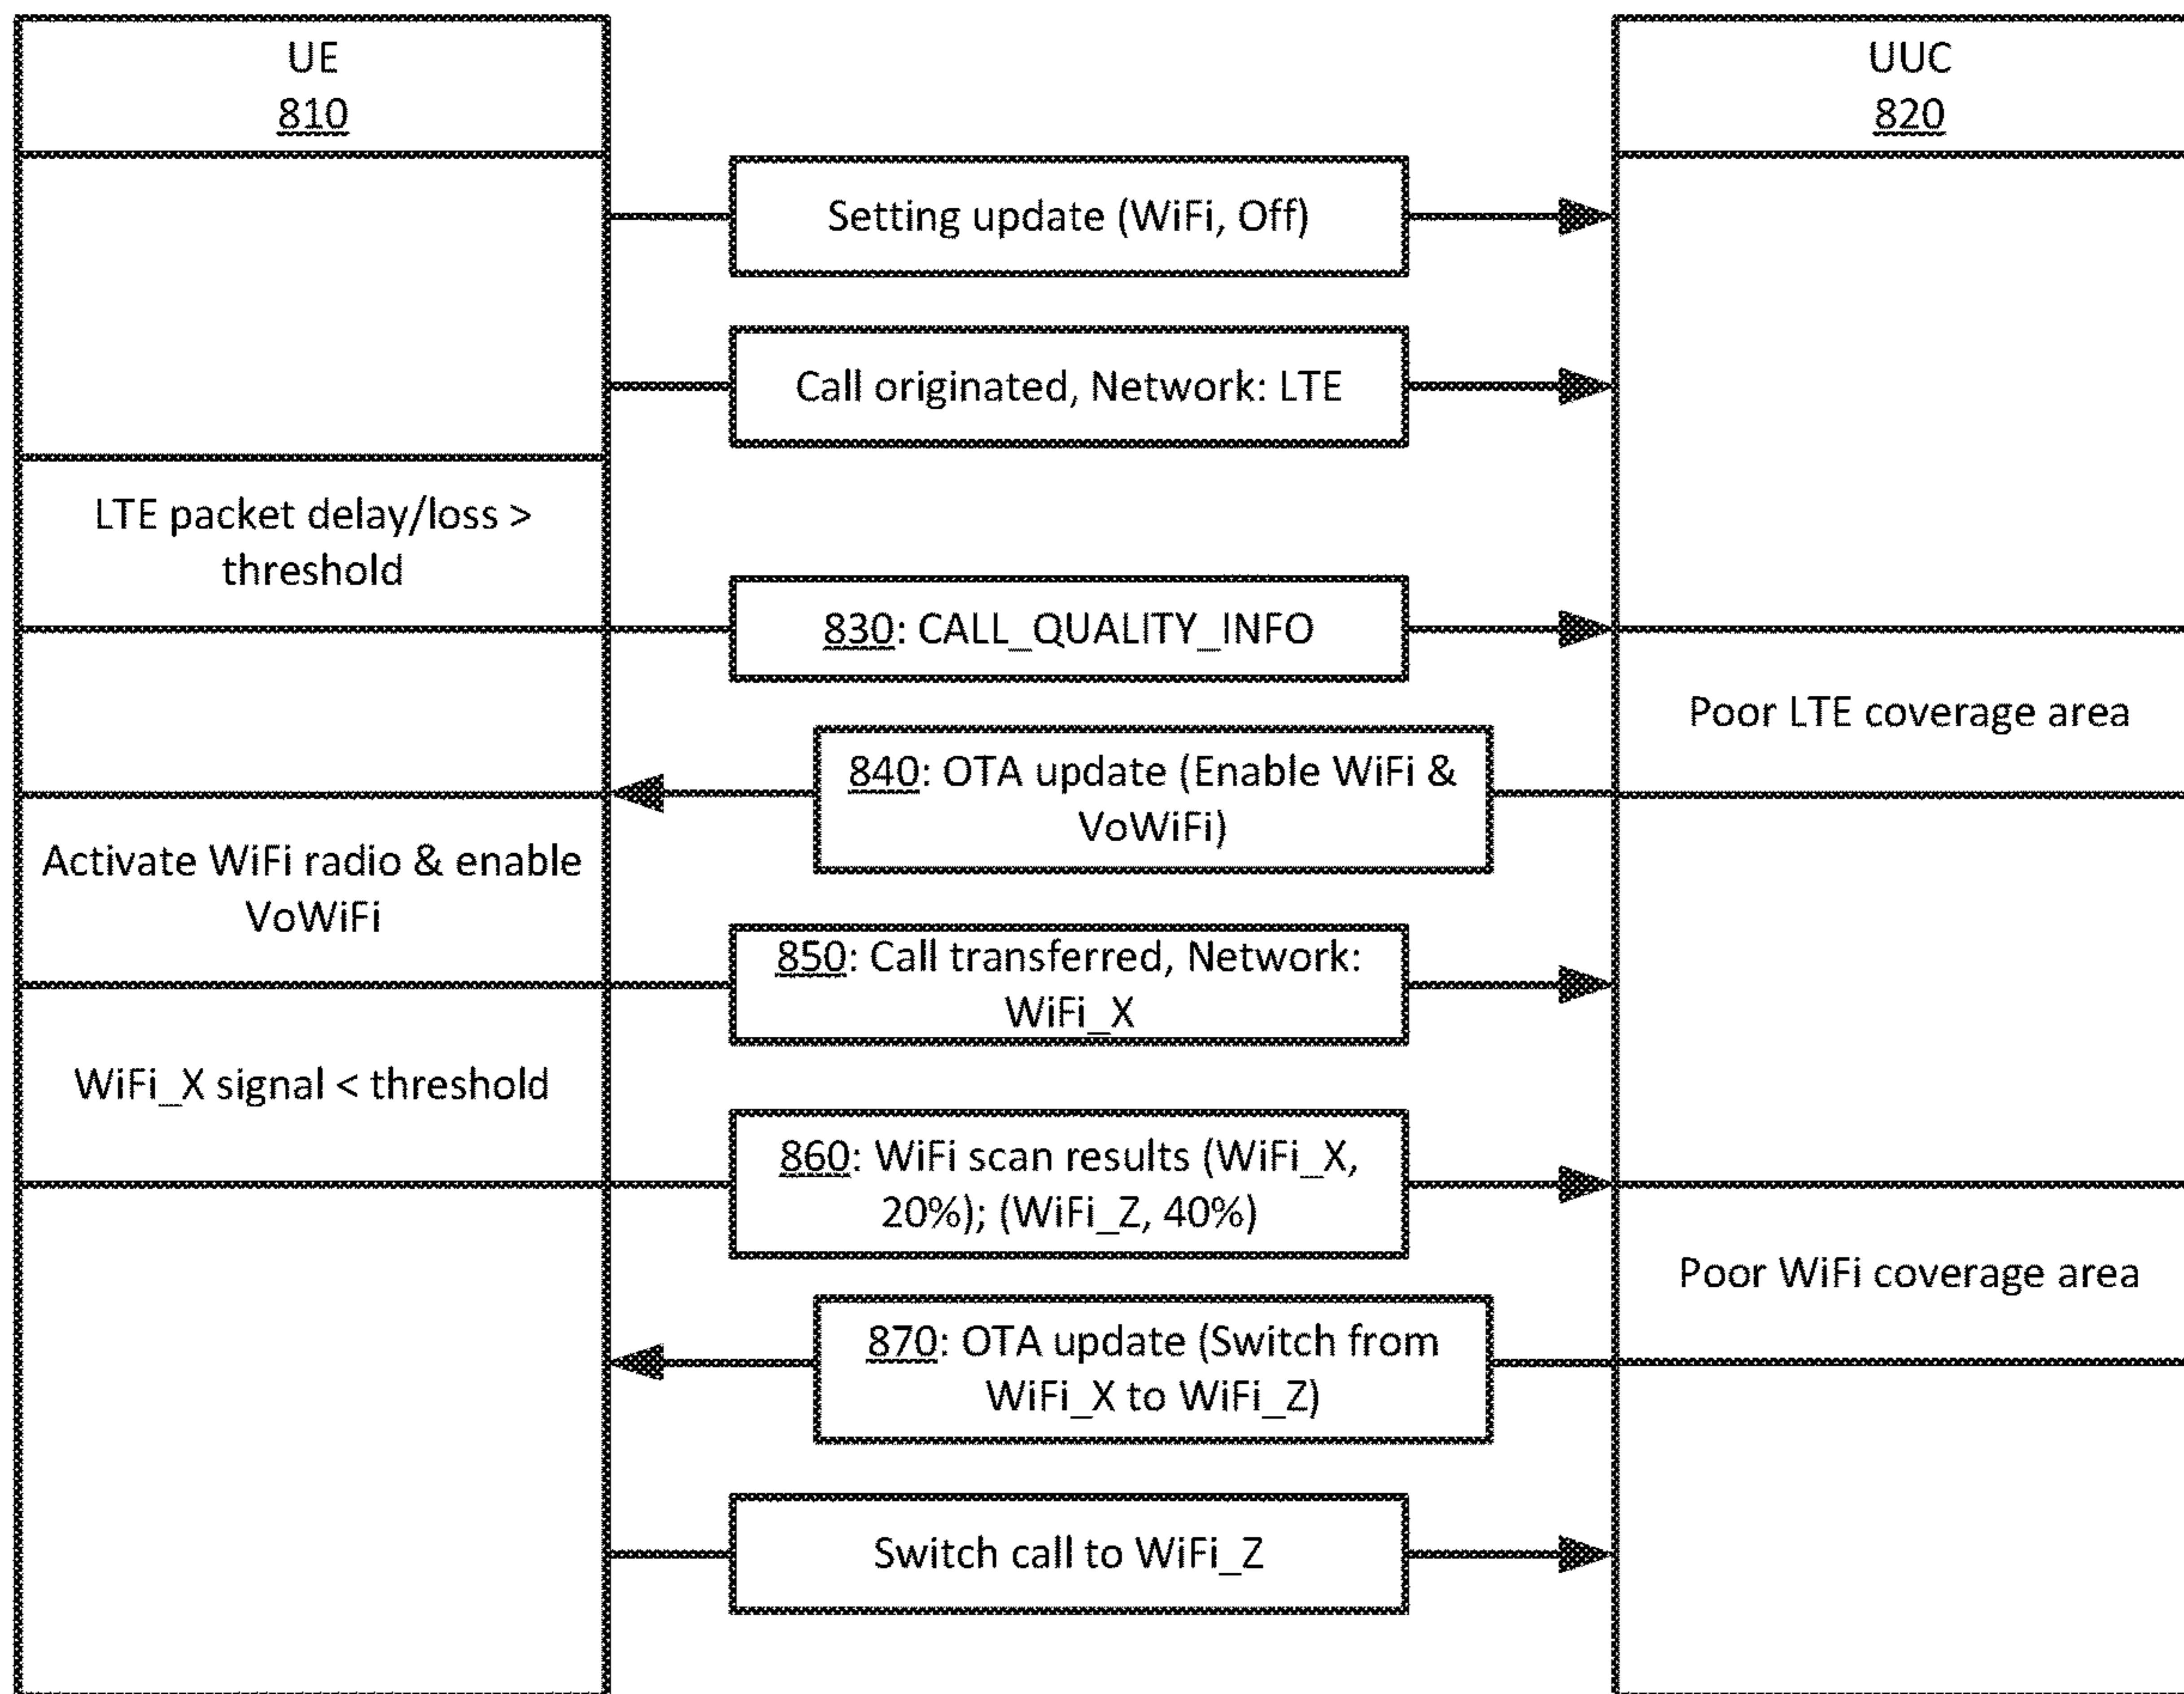 UE
810
UUC
820
Setting update (WiFi, Off)
Call originated, Network: LTE
LTE packet delay/loss >
threshold
830: CALL_QUALITY_INFO
Poor LTE coverage area
840: OTA update (Enable WiFi &
VoWiFi)
Activate WiFi radio & enable
VoWiFi
850: Call transferred, Network:
WiFi_X
WiFi_X signal < threshold
860: WiFi scan results (WiFi_X,
20%); (WiFi_Z, 40%)
Poor WiFi coverage area
870: OTA update (Switch from
WiFi_X to WiFi_Z)
Switch call to WiFi_Z